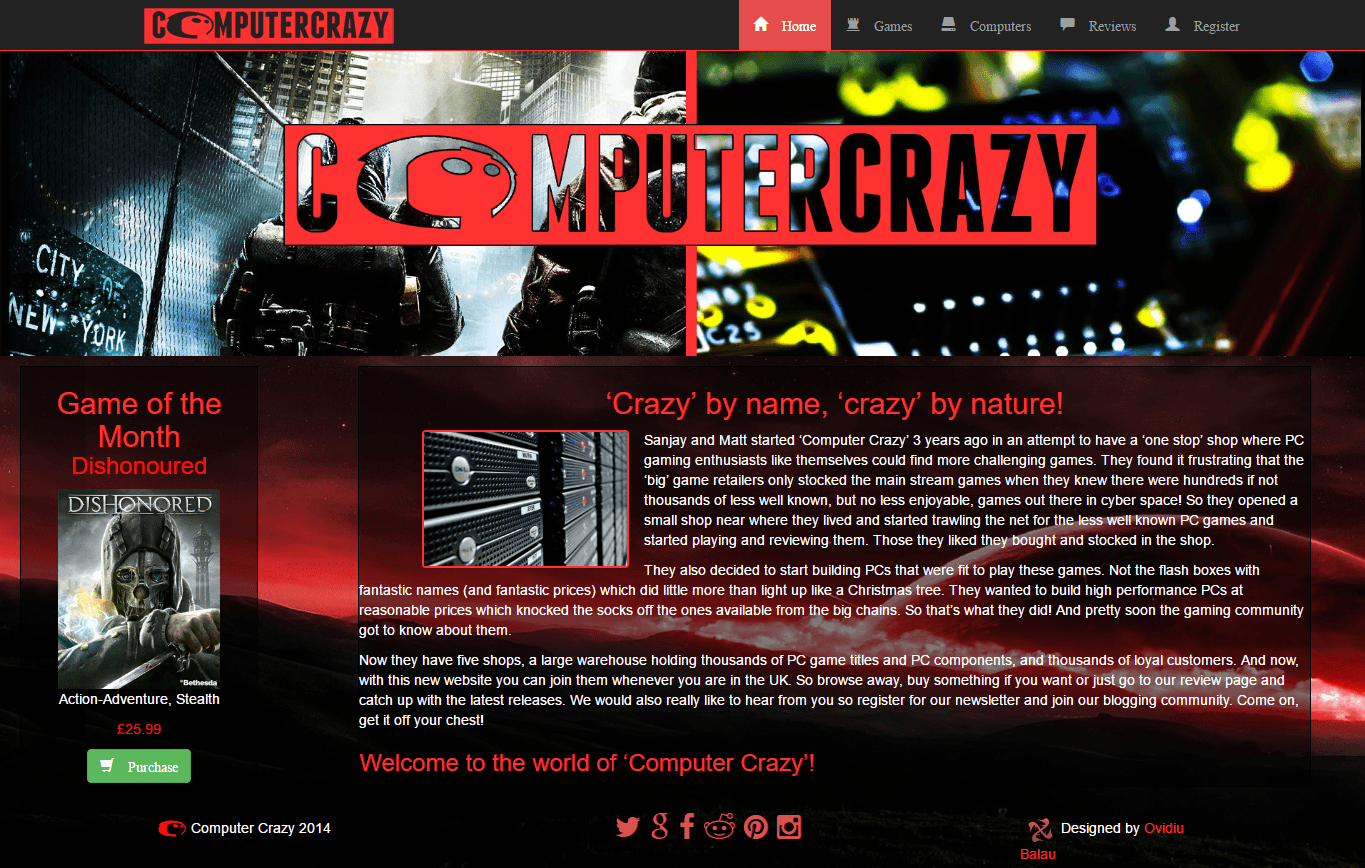 COMPUTERCRAZY
Home
Games
Computers
Reviews
Register
COMPUTERCRAZY
CITY OF
NEW YORK
C25
Game of the
Month
Dishonoured
DISHONORED
Bethesda
Action-Adventure, Stealth
£25.99
Purchase
‘Crazy’ by name, ‘crazy’ by nature!
Sanjay and Matt started ‘Computer Crazy’ 3 years ago in an attempt to have a ‘one stop’ shop where PC
gaming enthusiasts like themselves could find more challenging games. They found it frustrating that the
‘big’ game retailers only stocked the main stream games when they knew there were hundreds if not
thousands of less well known, but no less enjoyable, games out there in cyber space! So they opened a
small shop near where they lived and started trawling the net for the less well known PC games and
started playing and reviewing them. Those they liked they bought and stocked in the shop.
They also decided to start building PCs that were fit to play these games. Not the flash boxes with
fantastic names (and fantastic prices) which did little more than light up like a Christmas tree. They wanted to build high performance PCs at
reasonable prices which knocked the socks off the ones available from the big chains. So that’s what they did! And pretty soon the gaming community
got to know about them.
Now they have five shops, a large warehouse holding thousands of PC game titles and PC components, and thousands of loyal customers. And now,
with this new website you can join them whenever you are in the UK. So browse away, buy something if you want or just go to our review page and
catch up with the latest releases. We would also really like to hear from you so register for our newsletter and join our blogging community. Come on,
get it off your chest!
Welcome to the world of ‘Computer Crazy’!
Computer Crazy 2014
Designed by Ovidiu
Balau